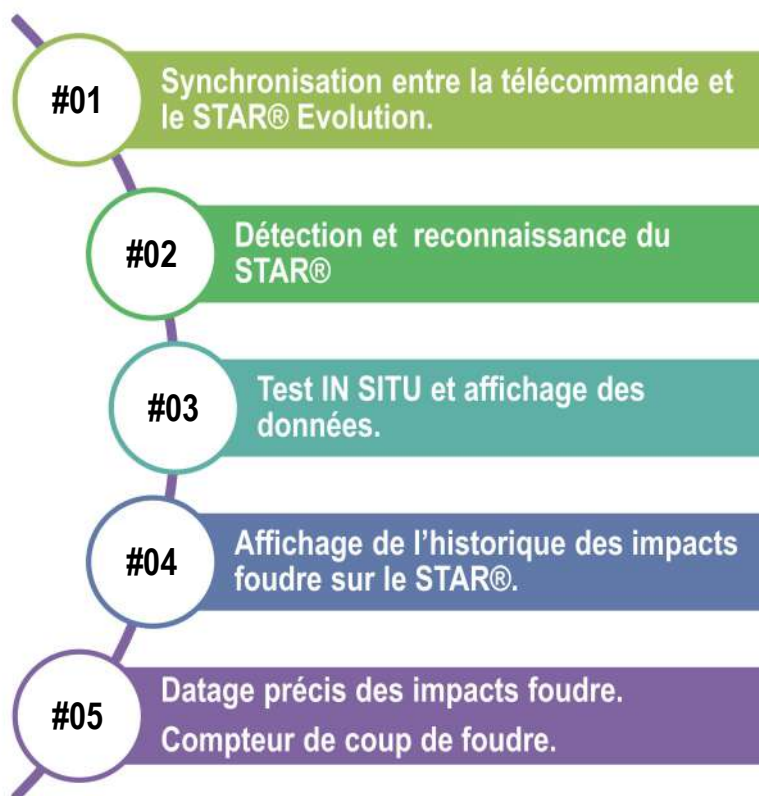 #01
Synchronisation entre la télécommande et
le STAR® Evolution.
#02
Détection et  reconnaissance du
STAR®
#03
Test IN SITU et affichage des
données.
#04
Affichage de l’historique des impacts
foudre sur le STAR®.
#05
Datage précis des impacts foudre.
Compteur de coup de foudre.